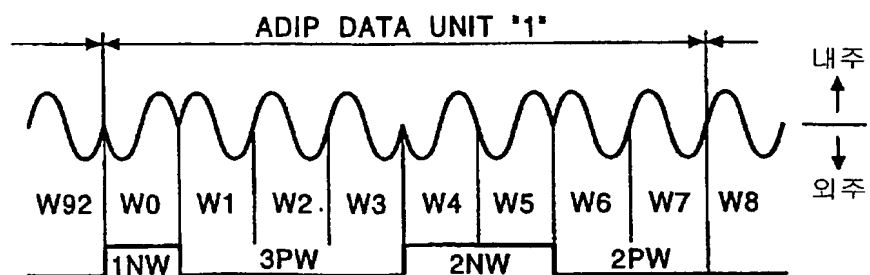 ADIP DATA UNIT "1"
내주
외주
W92 W0 W1 W2. W3 W4 W5 W6 W7 W8
1NW 3PW 2NW 2PW